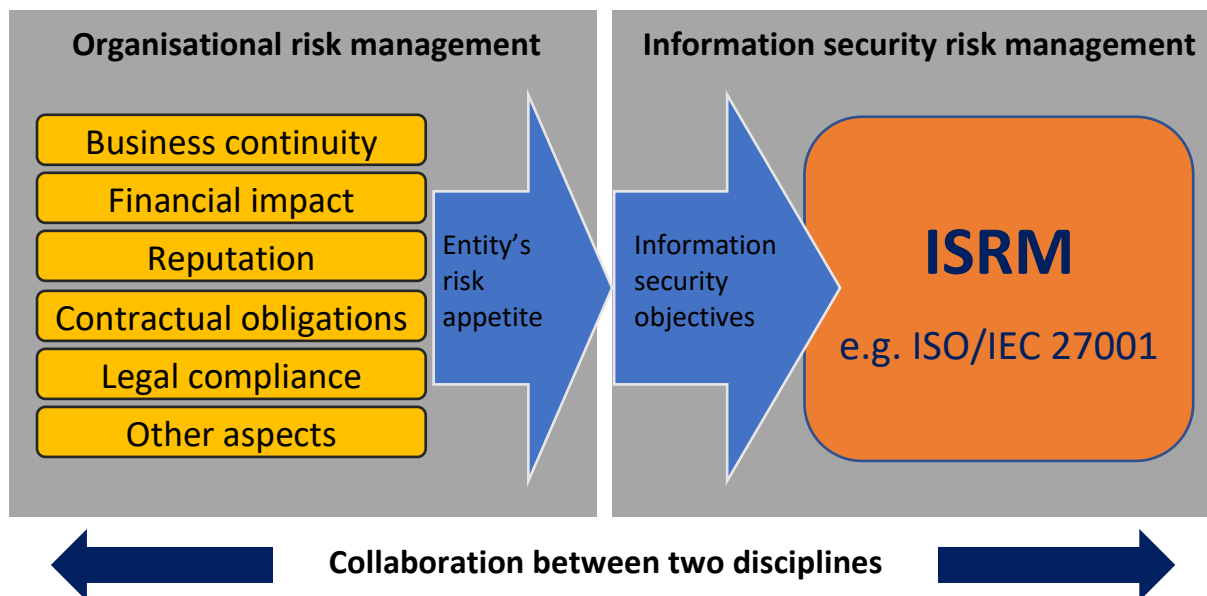 Organisational risk management
Business continuity
Financial impact
Reputation
Contractual obligations
Legal compliance
Other aspects
Entity’s
risk
appetite
Information security risk management
Information
security
objectives
ISRM
e.g. ISO/IEC 27001
Collaboration between two disciplines